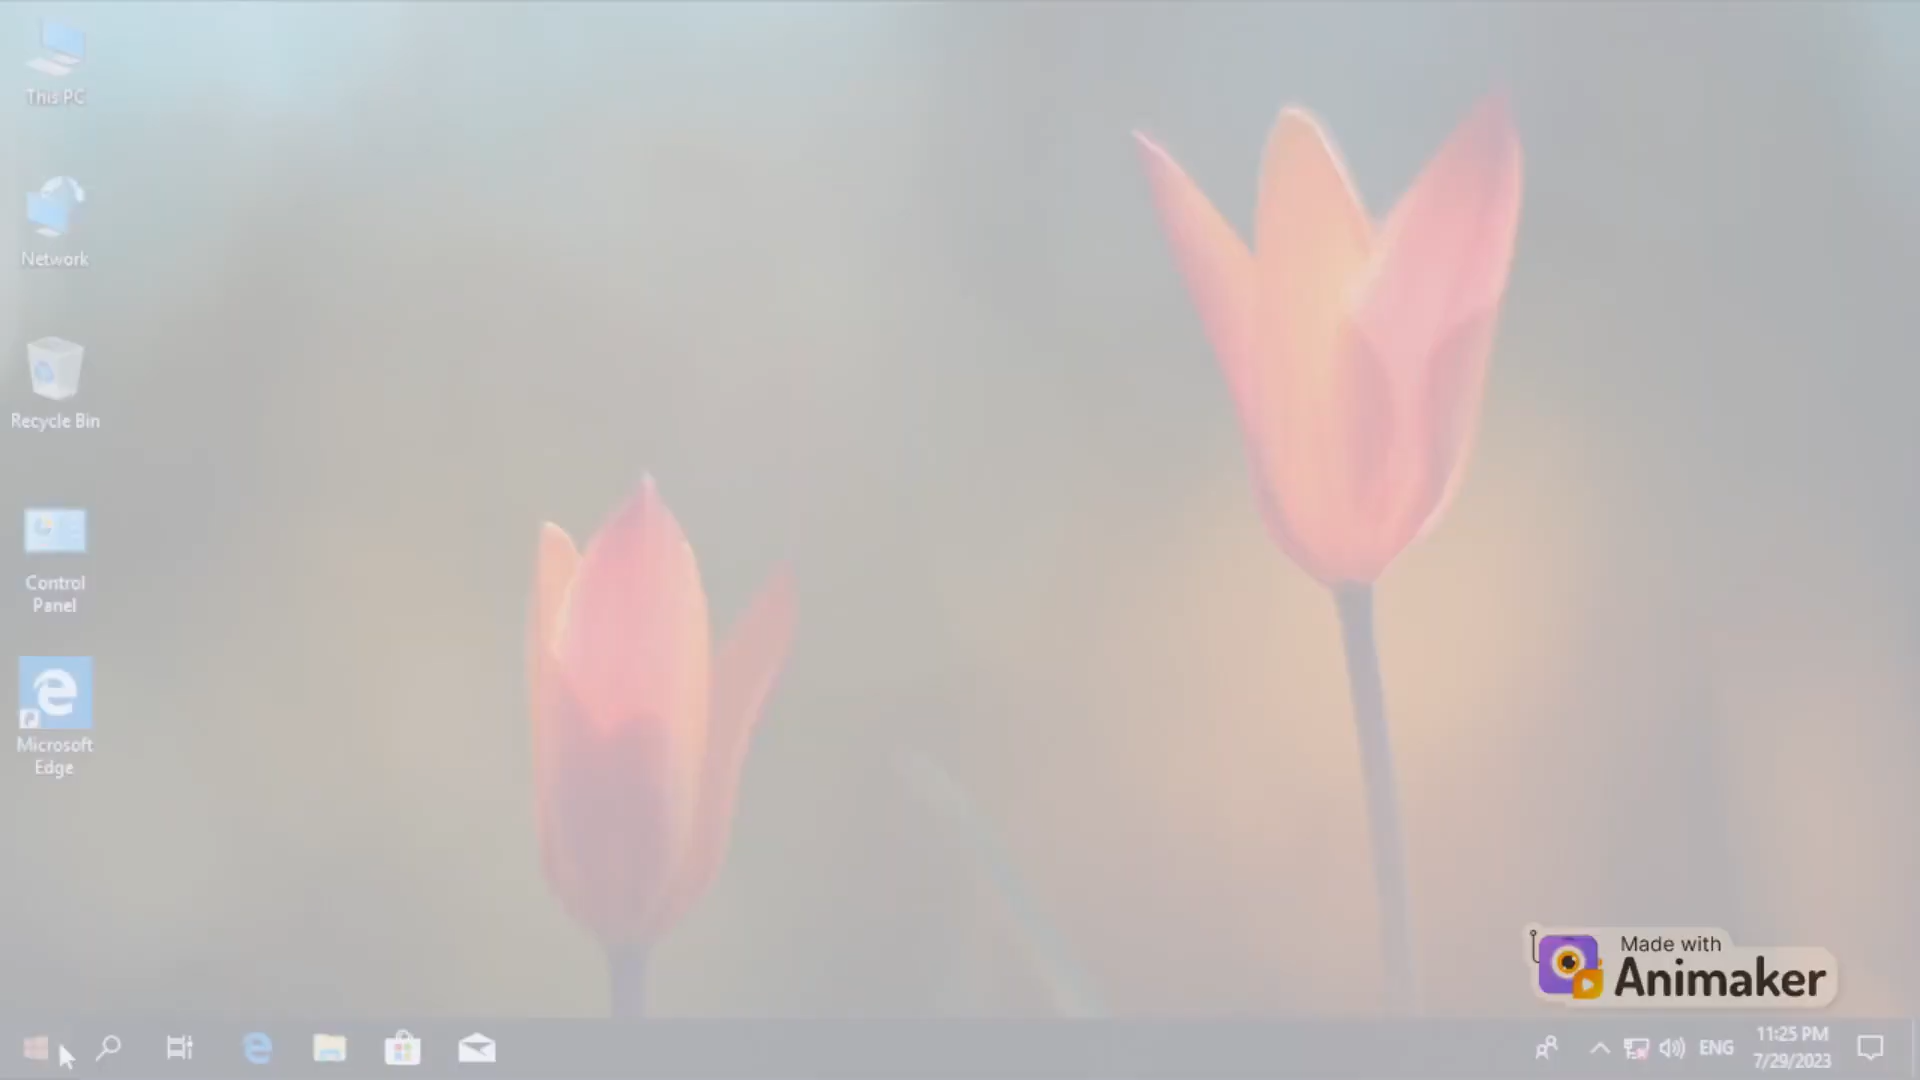 This PC
Network
Recycle Bin
Control
Panel
Microsoft
Edge
Made with
Animaker
ENG
11:25 PM
7/29/2023